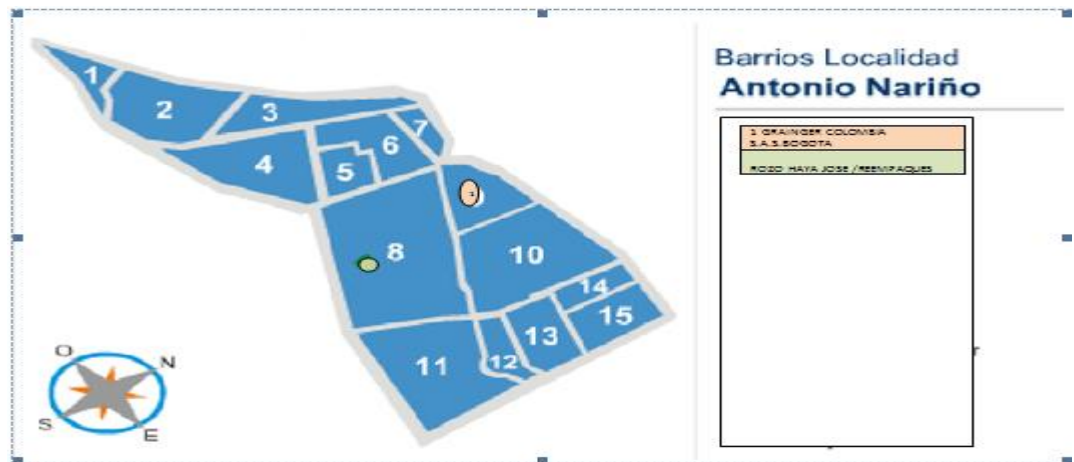 Barrios Localidad
Antonio Nariño
1 GRAINGER COLOMBIA
S.A.S.BOGOTA
ROZO HAYA JOSE /REEMPAQUES
1
2
3
4
5
6
7
8
10
11
12
13
14
15
O
N
S
E